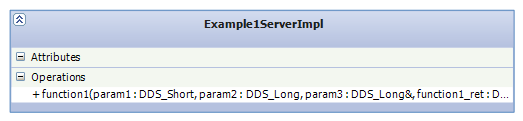 Example1ServerImpl
Attributes
Operations
+ function1(param1 : DDS_Short, param2 : DDS_Long, param3 : DDS_Long&, function1_ret : D...